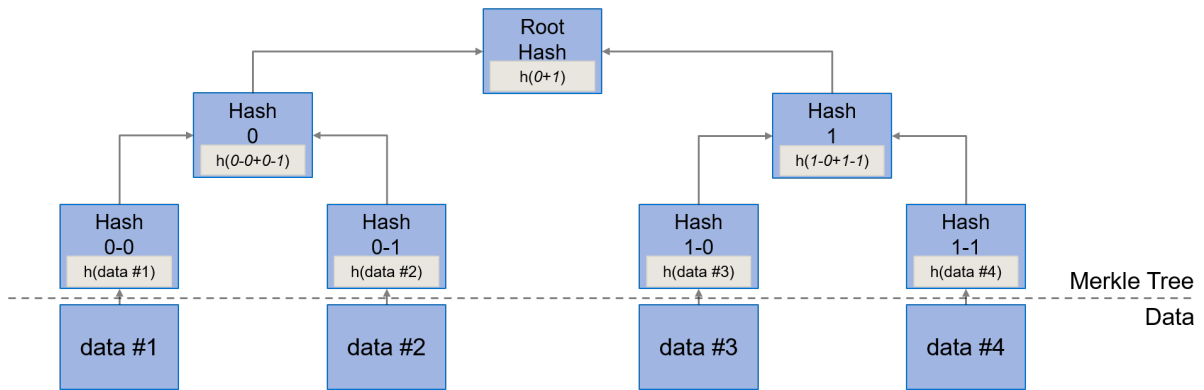 Root
Hash
h(0+1)
Hash
0
h(0-0+0-1)
Hash
1
h(1-0+1-1)
Hash
0-0
h(data #1)
Hash
0-1
h(data #2)
Hash
1-0
h(data #3)
Hash
1-1
h(data #4)
Merkle Tree
Data
data #1
data #2
data #3
data #4